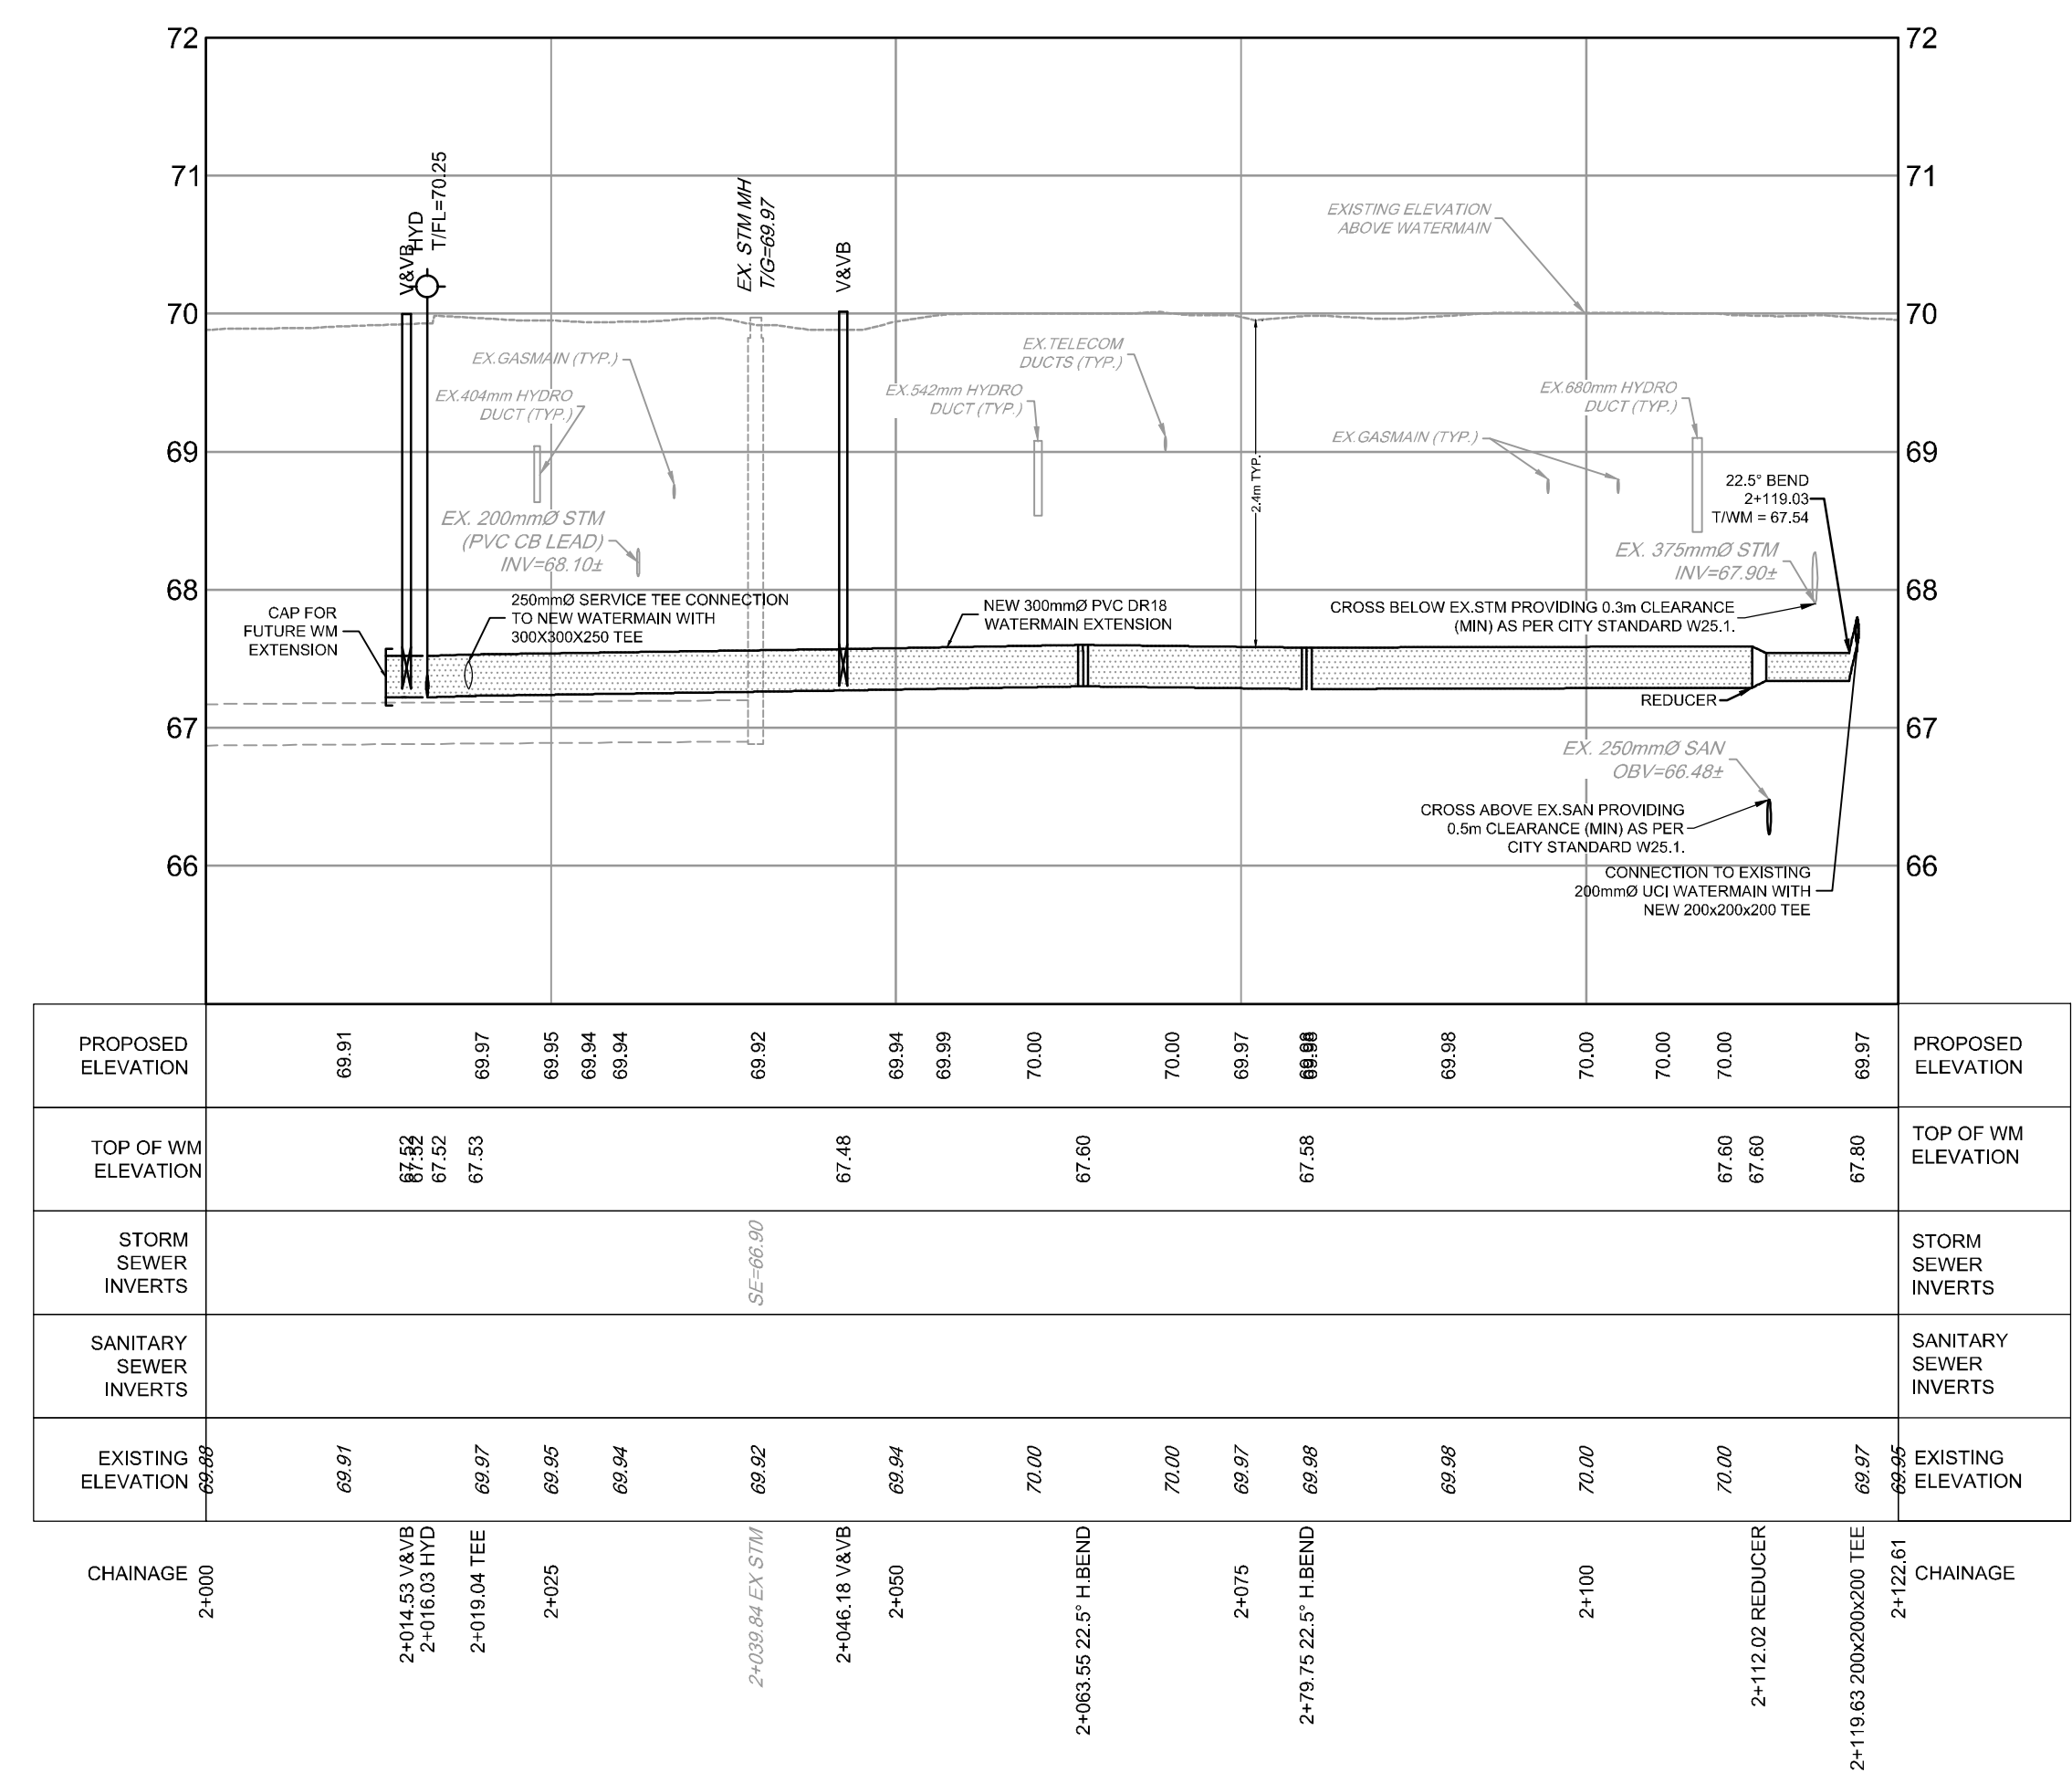 72
72
71
71
70
70
69
69
68
68
67
67
66
66
V&VB
HYD
T/FL=70.25
EX. STM MH
T/G=69.97
V&VB
EXISTING ELEVATION
ABOVE WATERMAIN
EX.GASMAIN (TYP.)
EX.404mm HYDRO
DUCT (TYP.)
EX.TELECOM
DUCTS (TYP.)
EX.542mm HYDRO
DUCT (TYP.)
2.4m TYP.
EX.680mm HYDRO
DUCT (TYP.)
EX.GASMAIN (TYP.)
22.5° BEND
2+119.03
T/WM = 67.54
EX. 200mmØ STM
(PVC CB LEAD)
INV=68.10±
EX. 375mmØ STM
INV=67.90±
CAP FOR
FUTURE WM
EXTENSION
250mmØ SERVICE TEE CONNECTION
TO NEW WATERMAIN WITH
300X300X250 TEE
NEW 300mmØ PVC DR18
WATERMAIN EXTENSION
CROSS BELOW EX.STM PROVIDING 0.3m CLEARANCE
(MIN) AS PER CITY STANDARD W25.1.
REDUCER
EX. 250mmØ SAN
OBV=66.48±
CROSS ABOVE EX.SAN PROVIDING
0.5m CLEARANCE (MIN) AS PER
CITY STANDARD W25.1.
CONNECTION TO EXISTING
200mmØ UCI WATERMAIN WITH
NEW 200x200x200 TEE
PROPOSED
ELEVATION
69.91
69.97
69.95
69.94
69.94
69.92
69.94
69.99
70.00
70.00
69.97
69.98
69.98
70.00
70.00
70.00
69.97
PROPOSED
ELEVATION
TOP OF WM
ELEVATION
67.52
67.52
67.52
67.53
67.48
67.60
67.58
67.60
67.60
67.80
TOP OF WM
ELEVATION
STORM
SEWER
INVERTS
SE=66.90
STORM
SEWER
INVERTS
SANITARY
SEWER
INVERTS
SANITARY
SEWER
INVERTS
EXISTING
ELEVATION
69.88
69.91
69.97
69.95
69.94
69.92
69.94
70.00
70.00
69.97
69.98
69.98
70.00
70.00
69.97
69.95
EXISTING
ELEVATION
CHAINAGE
2+000
2+014.53 V&VB
2+016.03 HYD
2+019.04 TEE
2+025
2+039.84 EX STM
2+046.18 V&VB
2+050
2+063.55 22.5° H.BEND
2+075
2+79.75 22.5° H.BEND
2+100
2+112.02 REDUCER
2+119.63 200x200x200 TEE
2+122.61
CHAINAGE